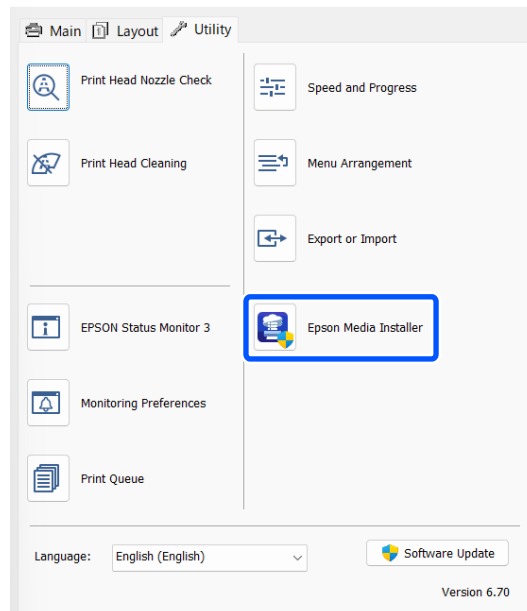 Main Layout Utility
Print Head Nozzle Check
Speed and Progress
Print Head Cleaning
Menu Arrangement
Export or Import
EPSON Status Monitor 3
Epson Media Installer
Monitoring Preferences
Print Queue
Language: English (English)
Software Update
Version 6.70